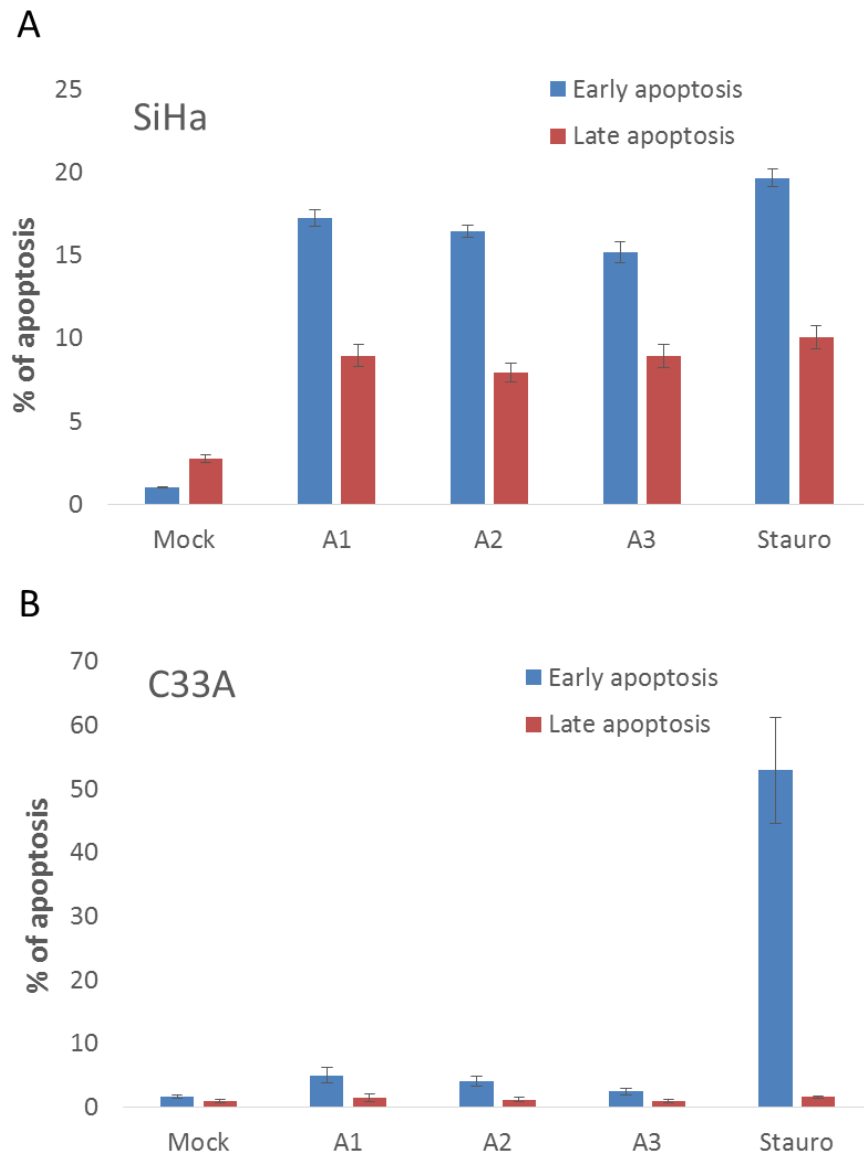 A
SiHa
Early apoptosis
Late apoptosis
% of apoptosis
25
20
15
10
5
0
Mock A1 A2 A3 Stauro
B
C33A
Early apoptosis
Late apoptosis
% of apoptosis
70
60
50
40
30
20
10
0
Mock A1 A2 A3 Stauro